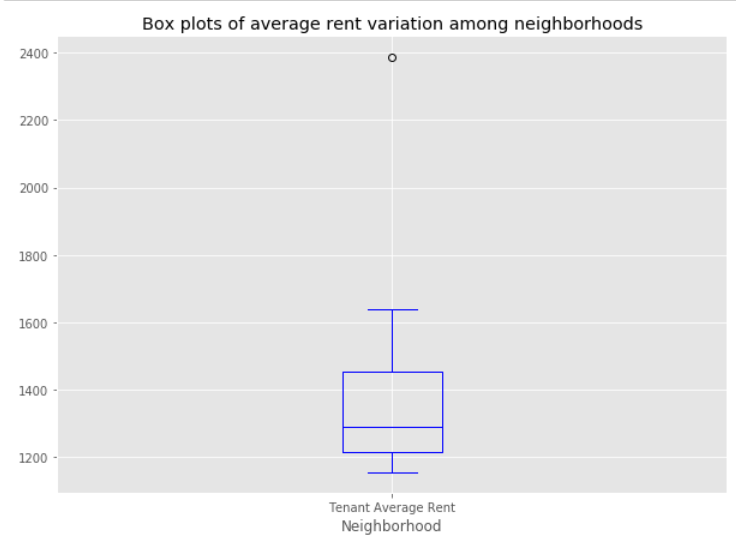 Box plots of average rent variation among neighborhoods
2400
2200
2000
1800
1600
1400
1200
Tenant Average Rent
Neighborhood